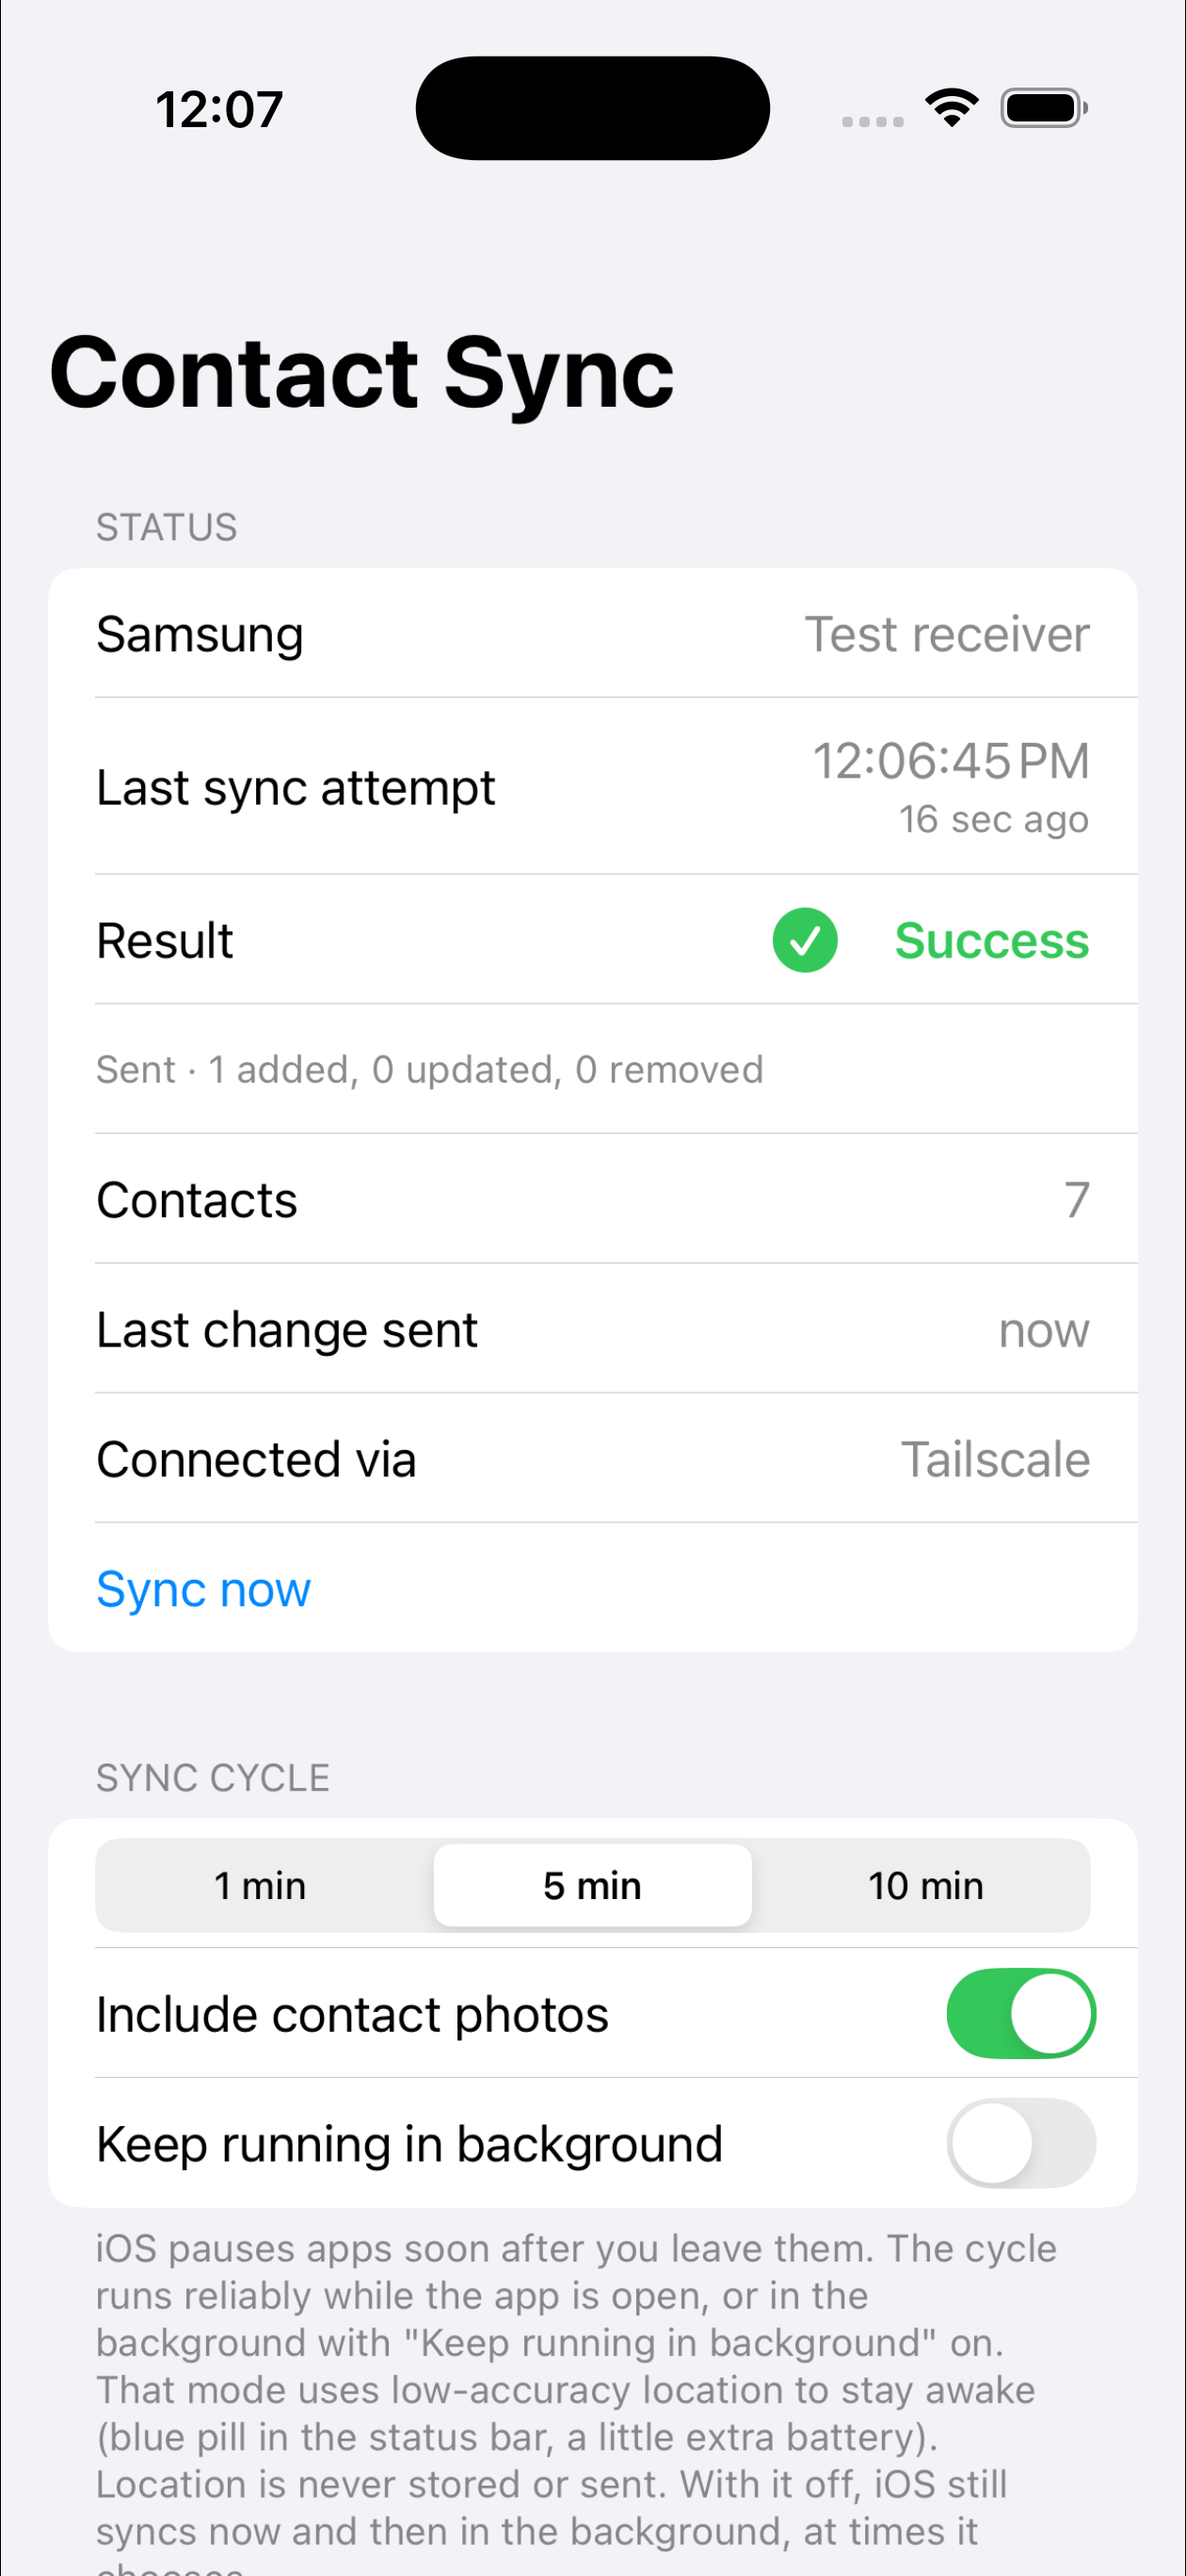 12:07
Contact Sync
STATUS
Samsung
Test receiver
Last sync attempt
12:06:45 PM
16 sec ago
Result
Success
Sent · 1 added, 0 updated, 0 removed
Contacts
7
Last change sent
now
Connected via
Tailscale
Sync now
SYNC CYCLE
1 min
5 min
10 min
Include contact photos
Keep running in background
iOS pauses apps soon after you leave them. The cycle
runs reliably while the app is open, or in the
background with "Keep running in background" on.
That mode uses low-accuracy location to stay awake
(blue pill in the status bar, a little extra battery).
Location is never stored or sent. With it off, iOS still
syncs now and then in the background, at times it